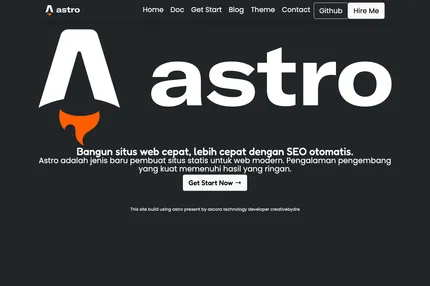 astro
Home Doc Get Start Blog Theme Contact Github Hire Me
astro
Bangun situs web cepat, lebih cepat dengan SEO otomatis.
Astro adalah jenis baru pembuat situs statis untuk web modern. Pengalaman pengembang
yang kuat memenuhi hasil yang ringan.
Get Start Now →
This site build using astro present by axcora technology developer creativebydre